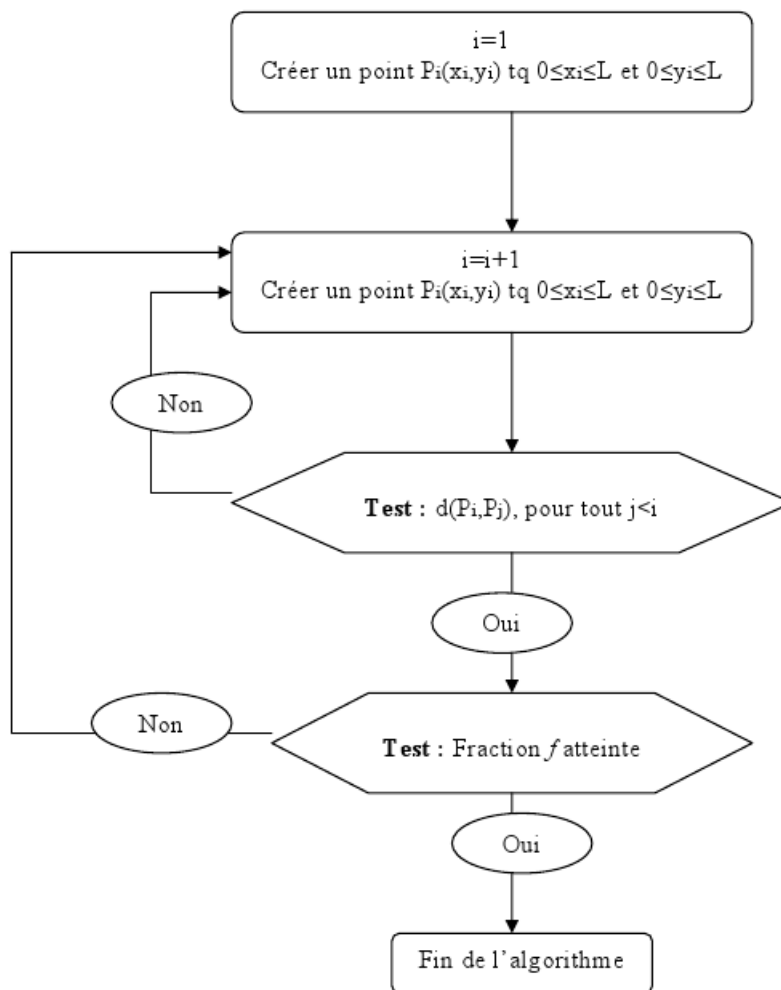 i=1
Créer un point Pi(xi,yi) tq 0≤xi≤L et 0≤yi≤L
i=i+1
Créer un point Pi(xi,yi) tq 0≤xi≤L et 0≤yi≤L
Non
Test : d(Pi,Pj), pour tout j<i
Oui
Non
Test : Fraction f atteinte
Oui
Fin de l’algorithme